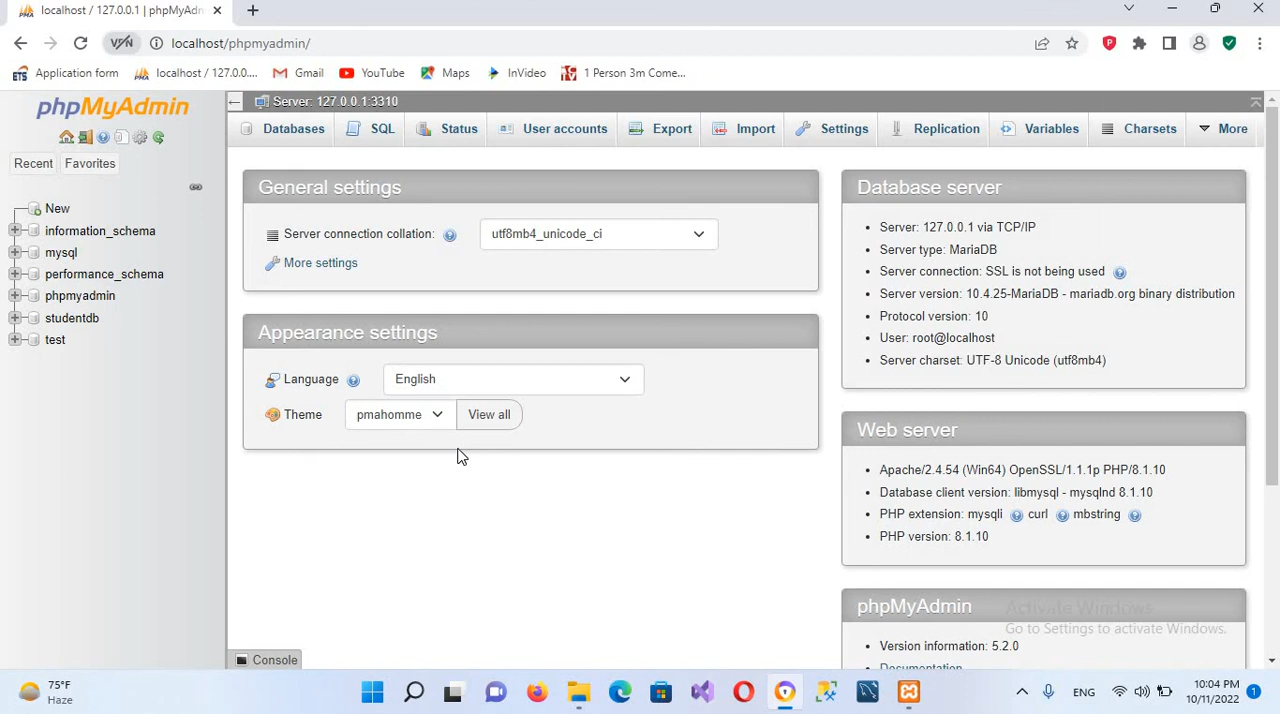 localhost / 127.0.0.1 | phpMyAdm
VPN
localhost/phpmyadmin/
ETS
Application form
localhost / 127.0.0....
Gmail
YouTube
Maps
InVideo
1 Person 3m Come...
phpMyAdmin
Recent
Favorites
New
information_schema
mysql
performance_schema
phpmyadmin
studentdb
test
Server: 127.0.0.1:3310
Databases
SQL
Status
User accounts
Export
Import
Settings
Replication
Variables
Charsets
More
General settings
Server connection collation:
utf8mb4_unicode_ci
More settings
Appearance settings
Language
English
Theme
pmahomme
View all
Database server
Server: 127.0.0.1 via TCP/IP
Server type: MariaDB
Server connection: SSL is not being used
Server version: 10.4.25-MariaDB - mariadb.org binary distribution
Protocol version: 10
User: root@localhost
Server charset: UTF-8 Unicode (utf8mb4)
Web server
Apache/2.4.54 (Win64) OpenSSL/1.1.1p PHP/8.1.10
Database client version: libmysql - mysqlnd 8.1.10
PHP extension: mysqli curl mbstring
PHP version: 8.1.10
phpMyAdmin
Version information: 5.2.0
Documentation
Activate Windows
Go to Settings to activate Windows.
Console
75°F
Haze
ENG
10:04 PM
10/11/2022
1